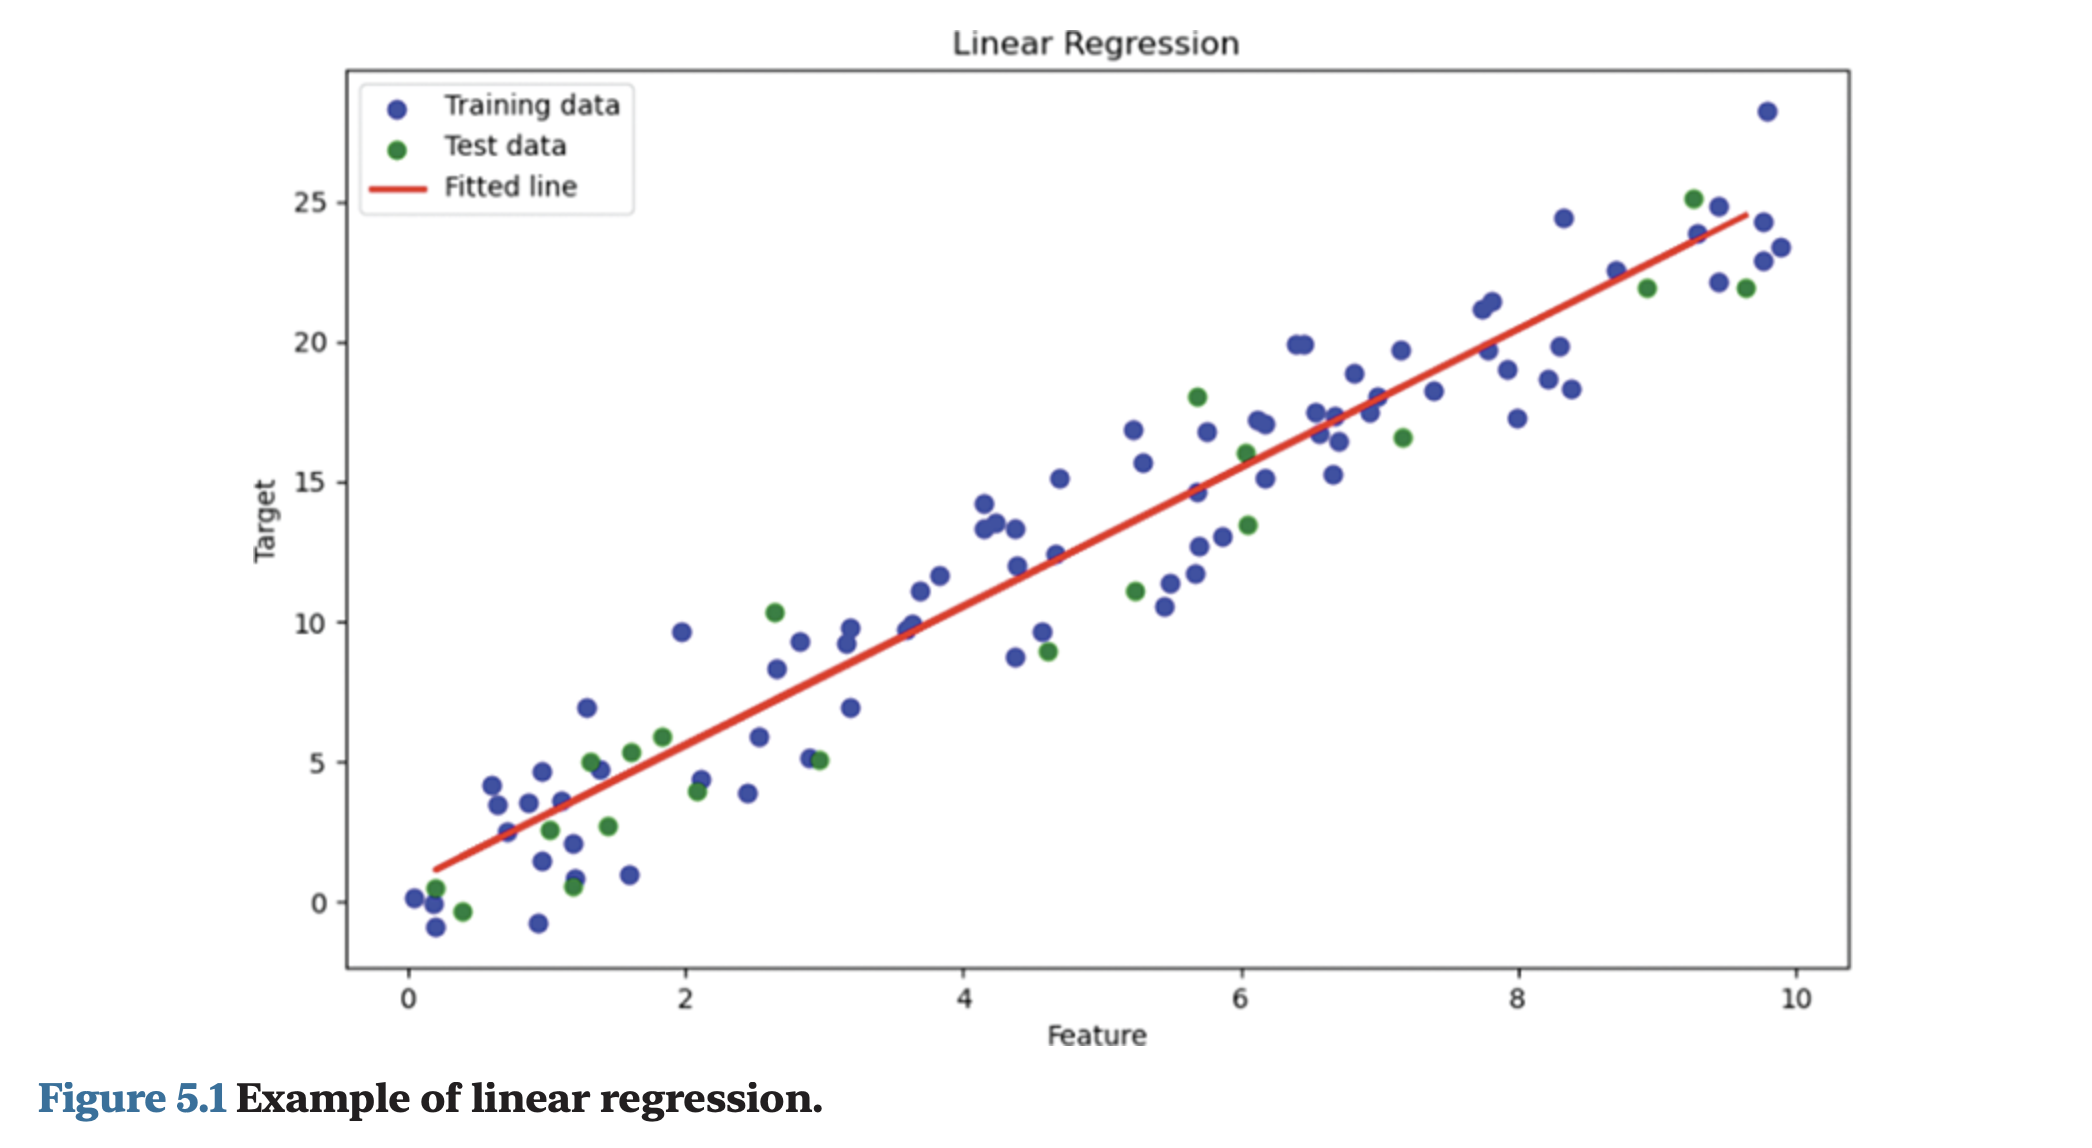 Linear Regression
Training data
Test data
Fitted line
25
20
15
10
5
0
Target
0 2 4 6 8 10
Feature
Figure 5.1 Example of linear regression.